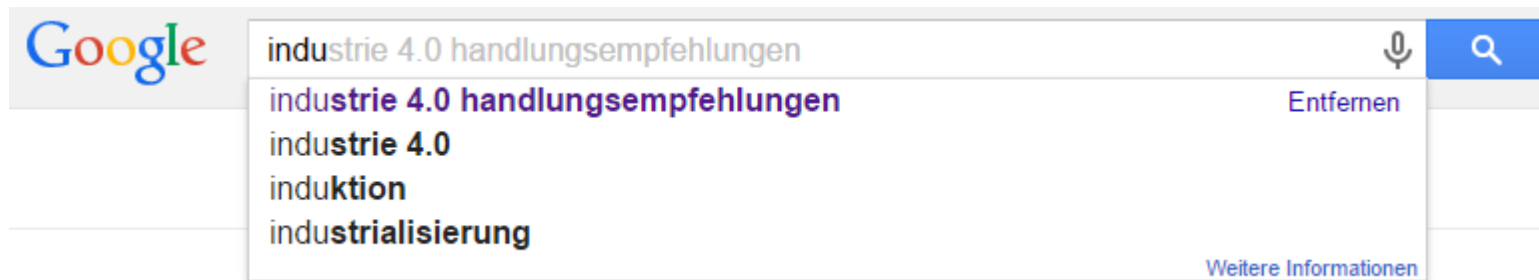 Google industrie 4.0 handlungsempfehlungen
industrie 4.0 handlungsempfehlungen Entfernen
industrie 4.0
induktion
industrialisierung
Weitere Informationen